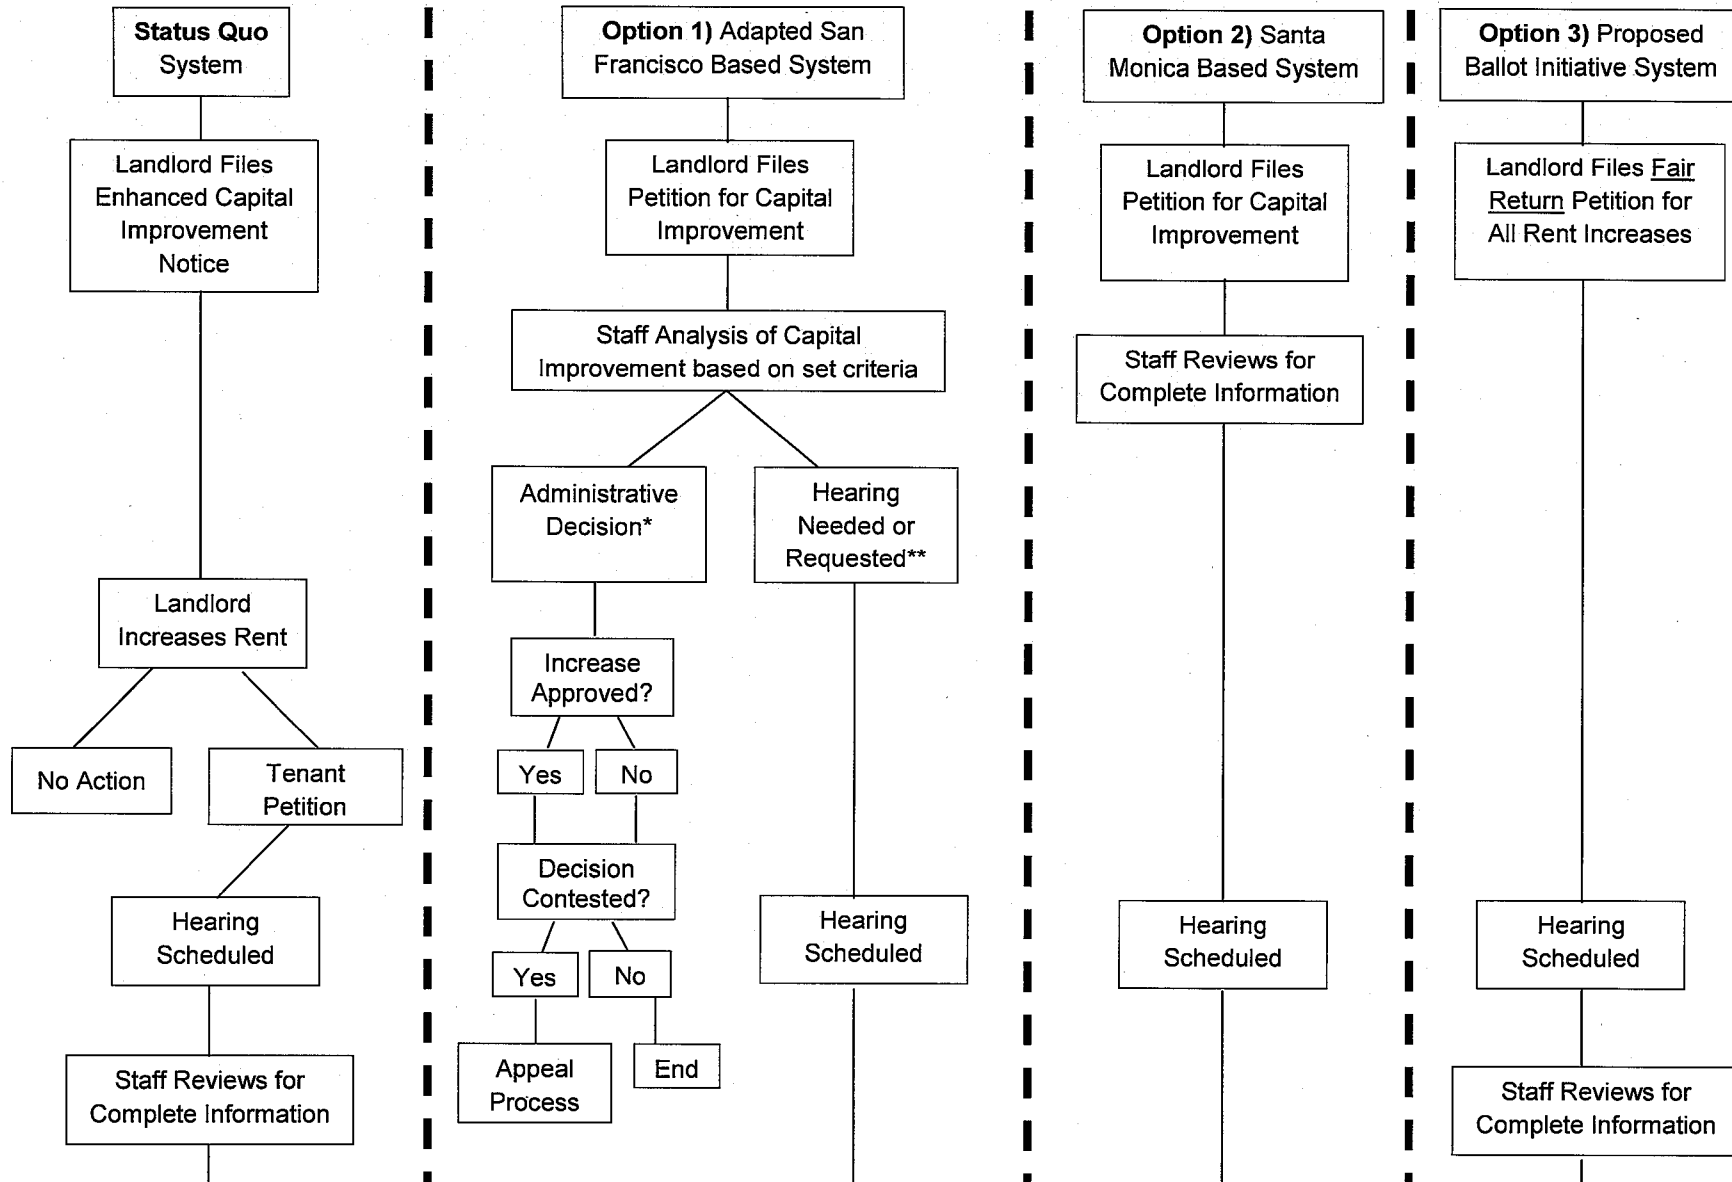 Status Quo
System
Landlord Files
Enhanced Capital
Improvement
Notice
Landlord
Increases Rent
No Action
Tenant
Petition
Hearing
Scheduled
Staff Reviews for
Complete Information
Option 1) Adapted San
Francisco Based System
Landlord Files
Petition for Capital
Improvement
Staff Analysis of Capital
Improvement based on set criteria
Administrative
Decision*
Increase
Approved?
Yes
No
Decision
Contested?
Yes
No
Appeal
Process
End
Hearing
Needed or
Requested**
Hearing
Scheduled
Option 2) Santa
Monica Based System
Landlord Files
Petition for Capital
Improvement
Staff Reviews for
Complete Information
Hearing
Scheduled
Option 3) Proposed
Ballot Initiative System
Landlord Files Fair
Return Petition for
All Rent Increases
Hearing
Scheduled
Staff Reviews for
Complete Information